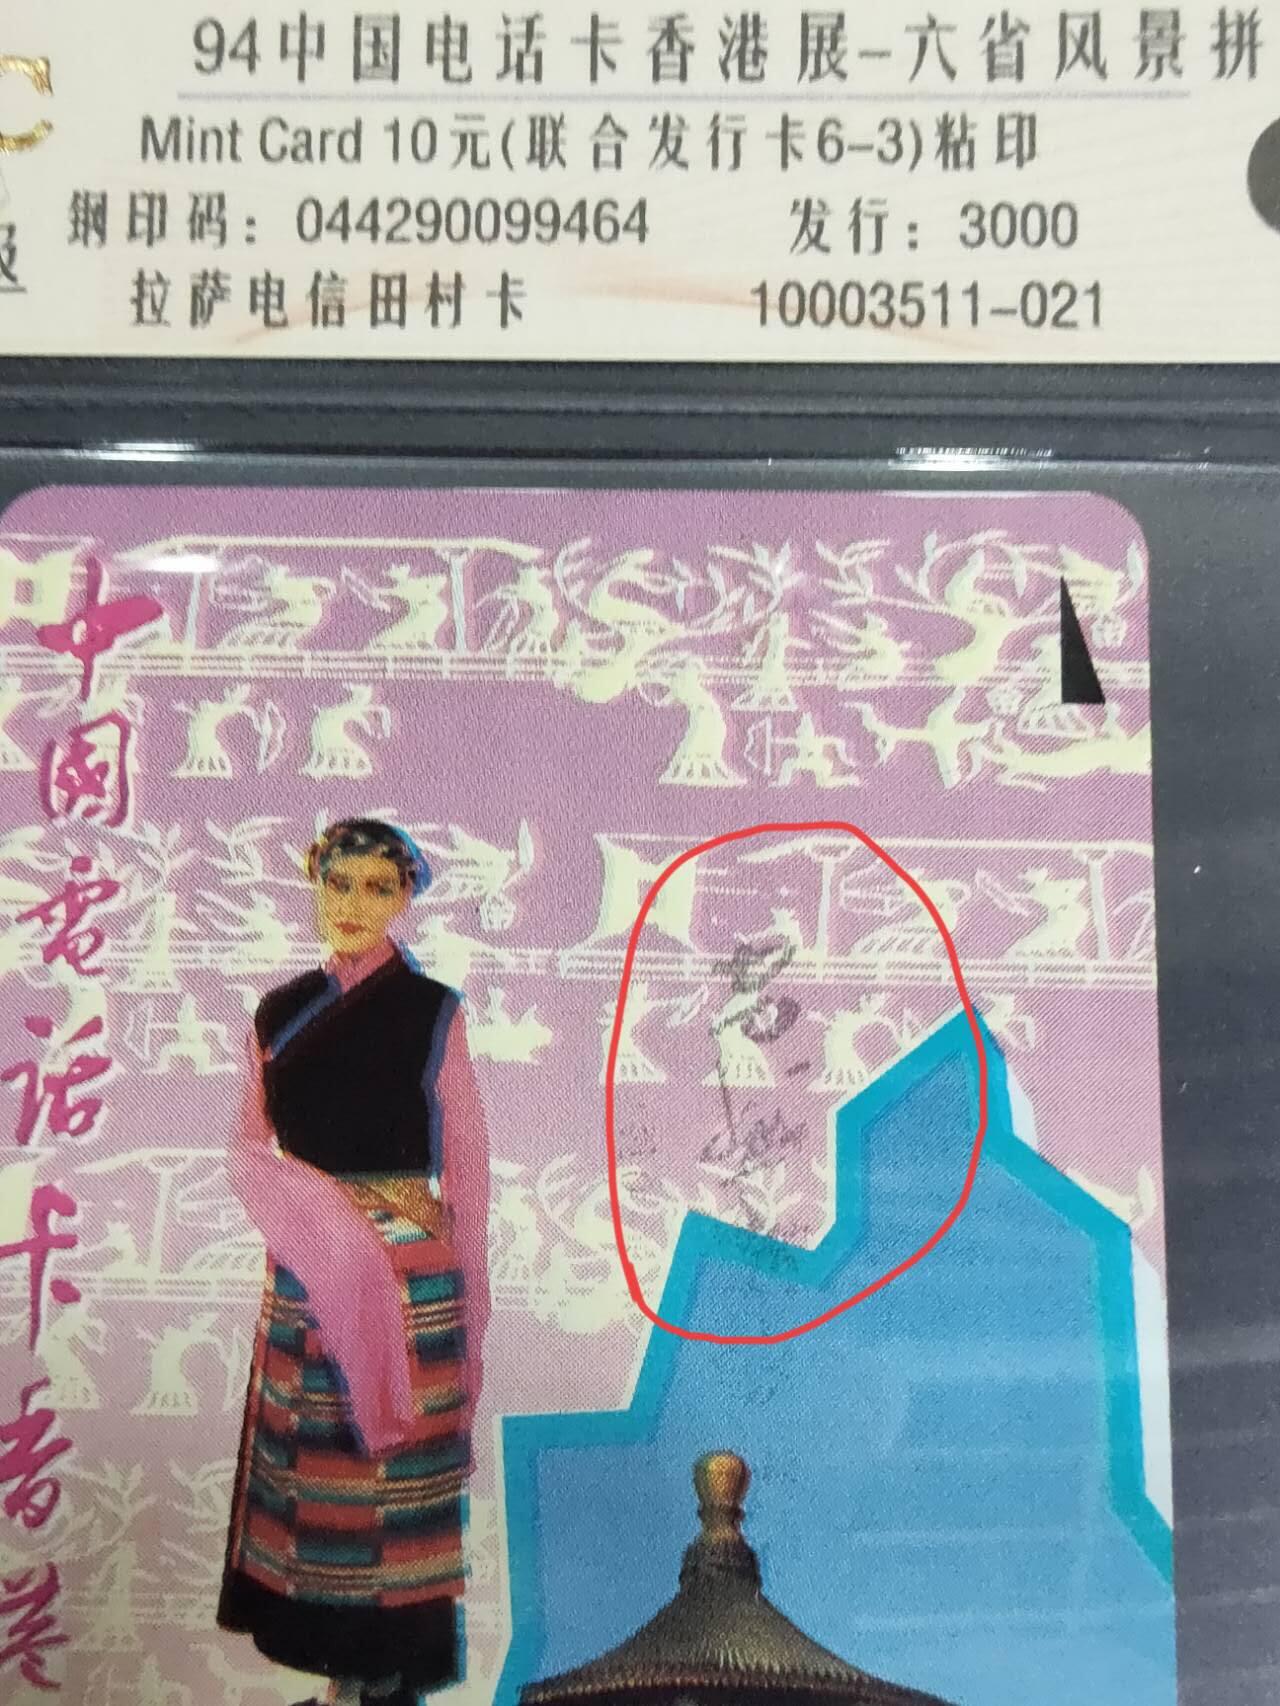 94中国电话卡香港展-六省风景拼
Mint Card 10元(联合发行卡6-3)粘印
钢印码：044290099464 发行：3000
拉萨电信田村卡 10003511-021
中國電话卡香港